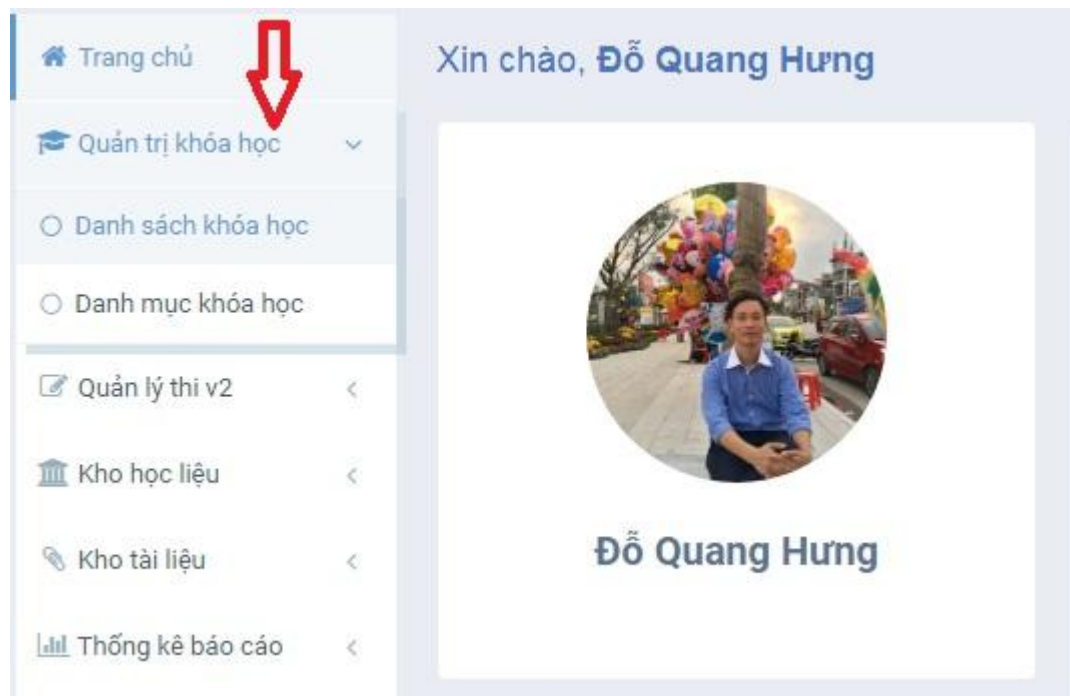 Trang chủ
Quản trị khóa học
Danh sách khóa học
Danh mục khóa học
Quản lý thi v2
Kho học liệu
Kho tài liệu
Thống kê báo cáo
Xin chào, Đỗ Quang Hưng
Đỗ Quang Hưng